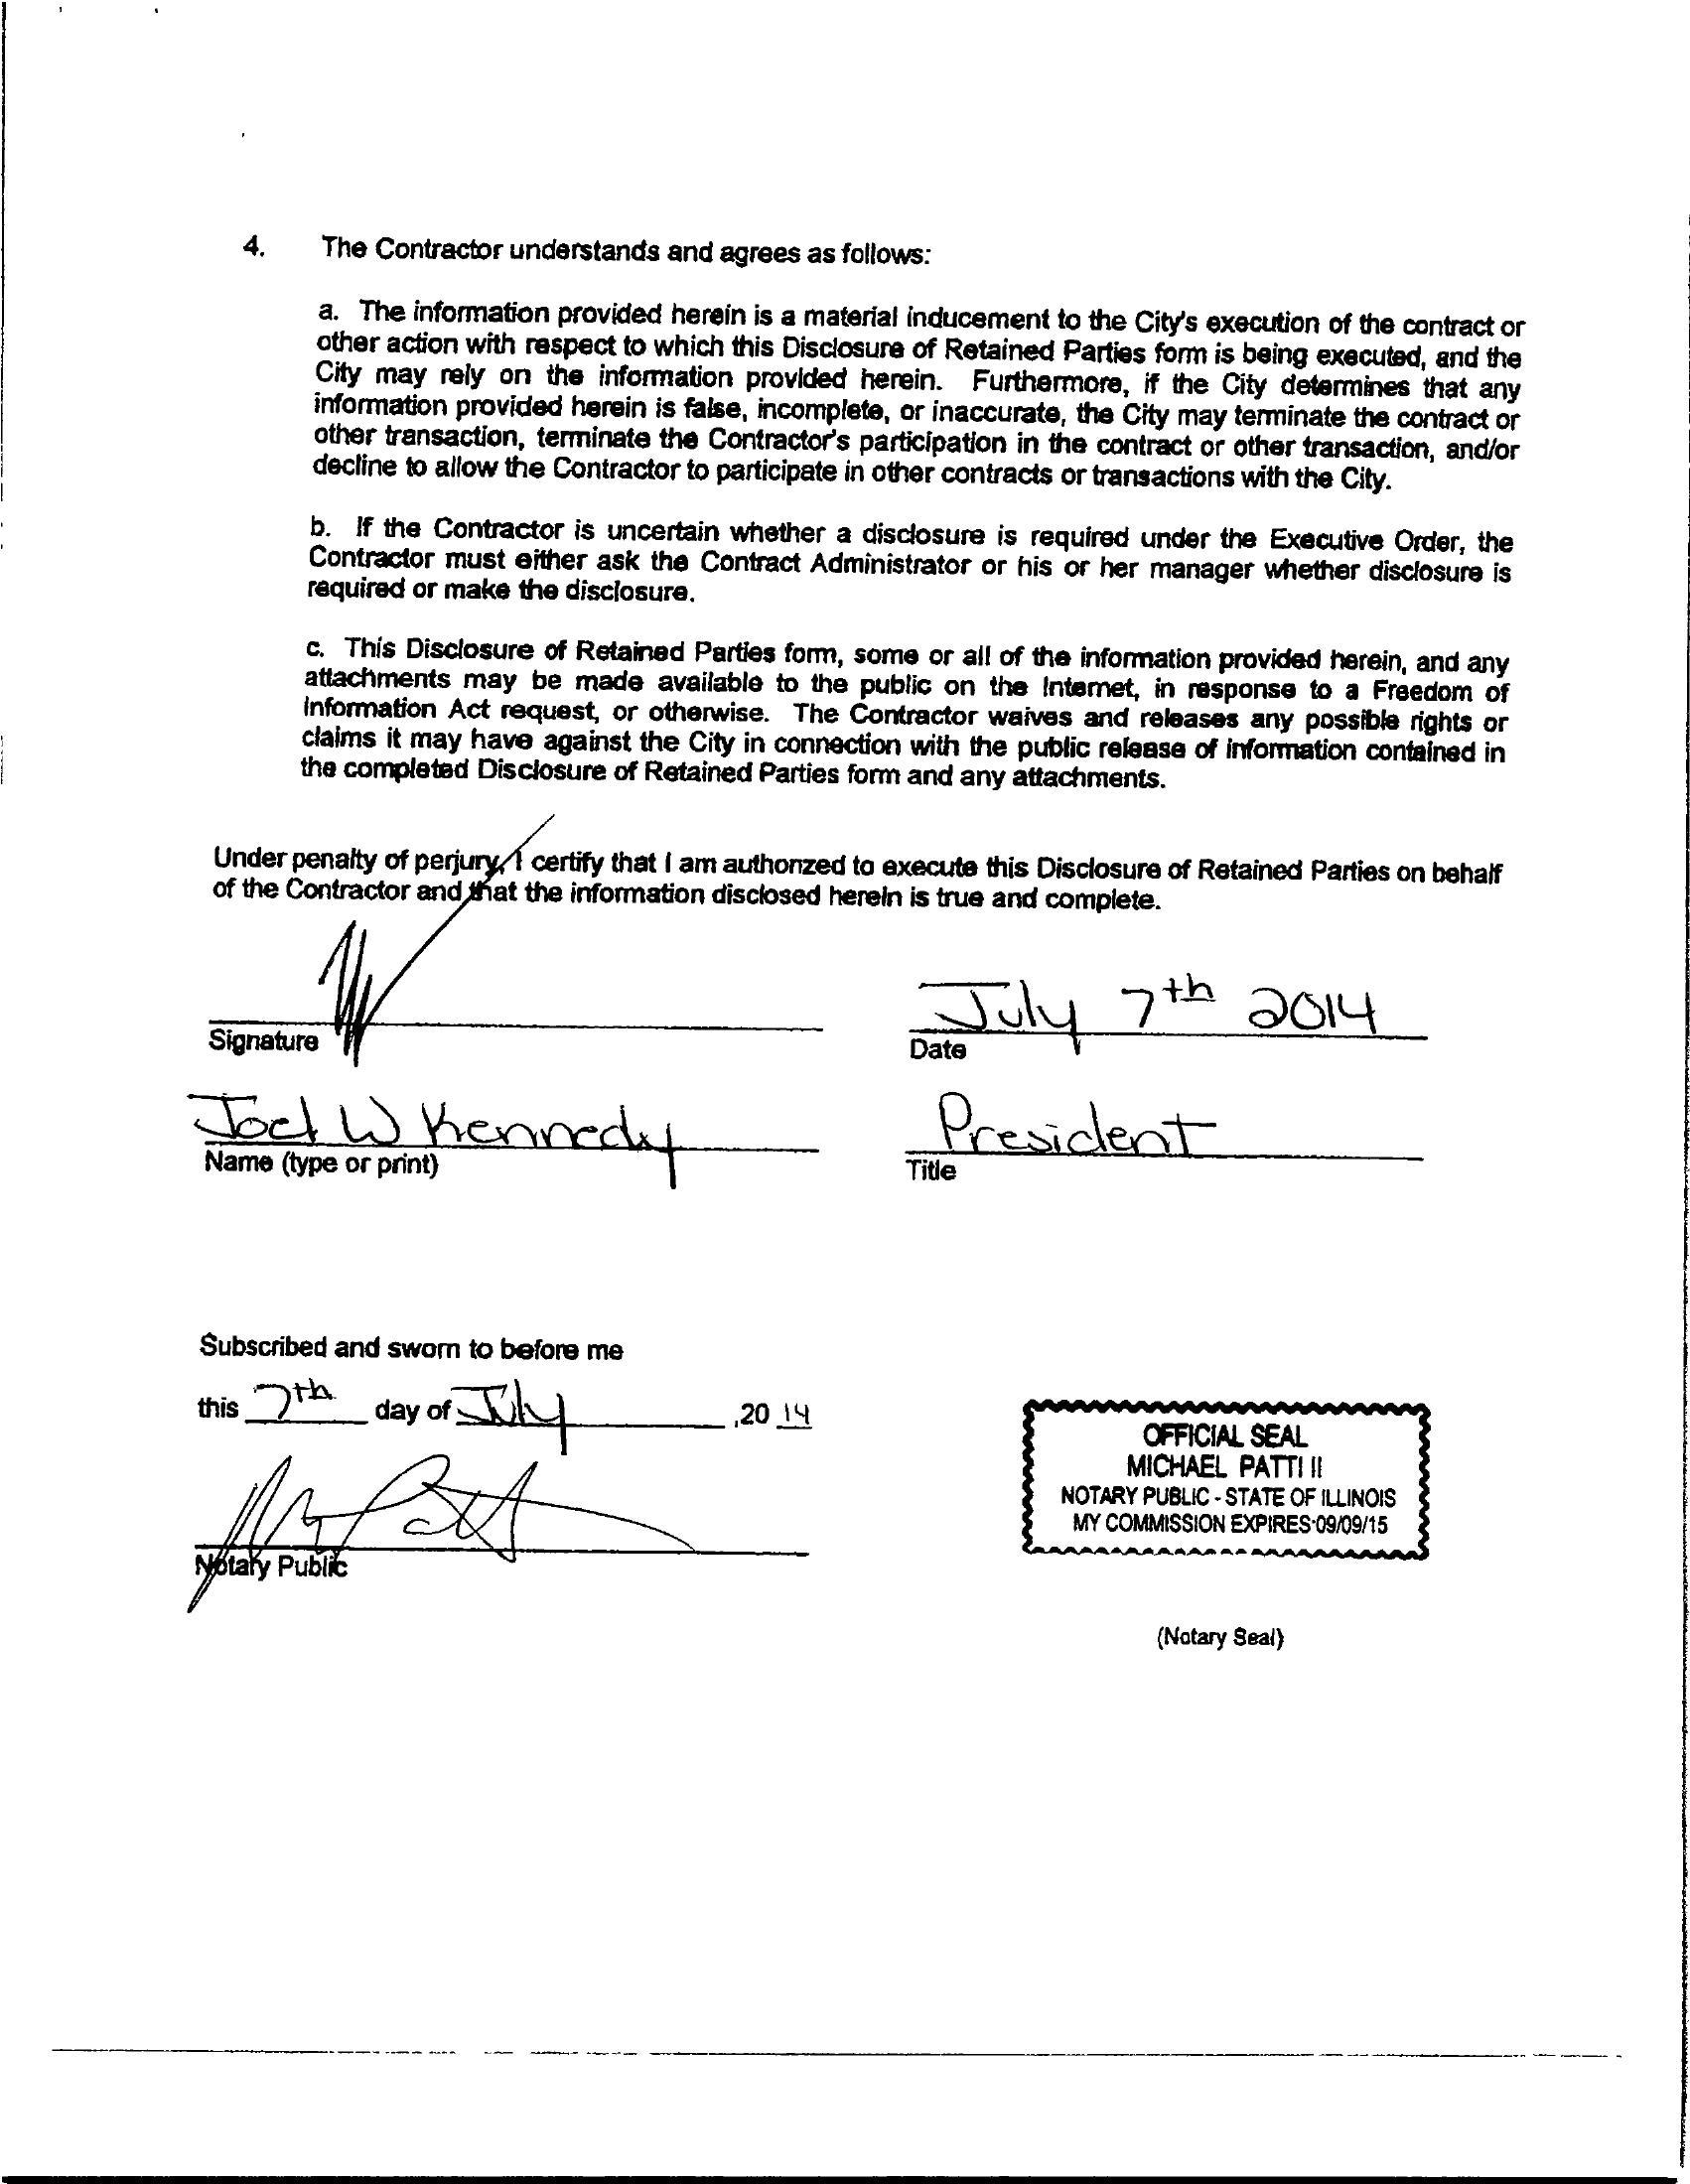 4. The Contractor understands and agrees as follows:
a. The information provided herein is a material inducement to the City's execution of the contract or
other action with respect to which this Disclosure of Retained Parties form is being executed, and the
City may rely on the information provided herein. Furthermore, if the City determines that any
information provided herein is false, incomplete, or inaccurate, the City may terminate the contract or
other transaction, terminate the Contractor's participation in the contract or other transaction, and/or
decline to allow the Contractor to participate in other contracts or transactions with the City.
b. If the Contractor is uncertain whether a disclosure is required under the Executive Order, the
Contractor must either ask the Contract Administrator or his or her manager whether disclosure is
required or make the disclosure.
c. This Disclosure of Retained Parties form, some or all of the information provided herein, and any
attachments may be made available to the public on the Internet, in response to a Freedom of
Information Act request, or otherwise. The Contractor waives and releases any possible rights or
claims it may have against the City in connection with the public release of information contained in
the completed Disclosure of Retained Parties form and any attachments.
Under penalty of perjury, I certify that I am authorized to execute this Disclosure of Retained Parties on behalf
of the Contractor and that the information disclosed herein is true and complete.
July 7th 2014
Signature Date
Joel W Kennedy President
Name (type or print) Title
Subscribed and sworn to before me
this 7th day of July ,20 14
Notary Public
OFFICIAL SEAL
MICHAEL PATTI II
NOTARY PUBLIC - STATE OF ILLINOIS
MY COMMISSION EXPIRES:09/09/15
(Notary Seal)